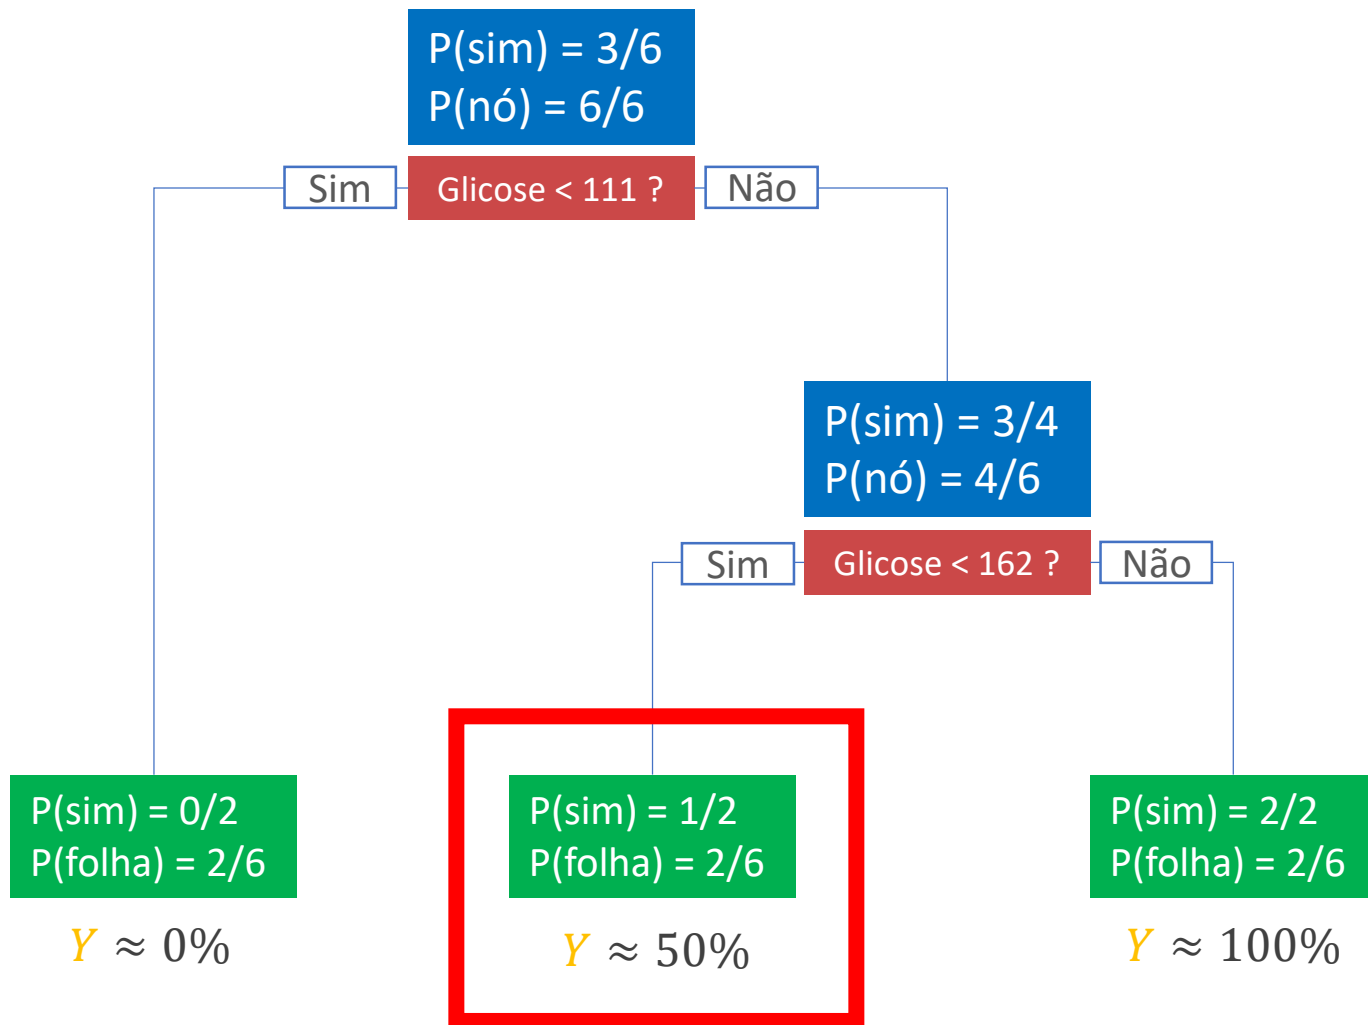 P(sim) = 3/6
P(nó) = 6/6
Sim
Glicose < 111 ?
Não
P(sim) = 3/4
P(nó) = 4/6
Sim
Glicose < 162 ?
Não
P(sim) = 0/2
P(folha) = 2/6
Y ≈ 0%
P(sim) = 1/2
P(folha) = 2/6
Y ≈ 50%
P(sim) = 2/2
P(folha) = 2/6
Y ≈ 100%